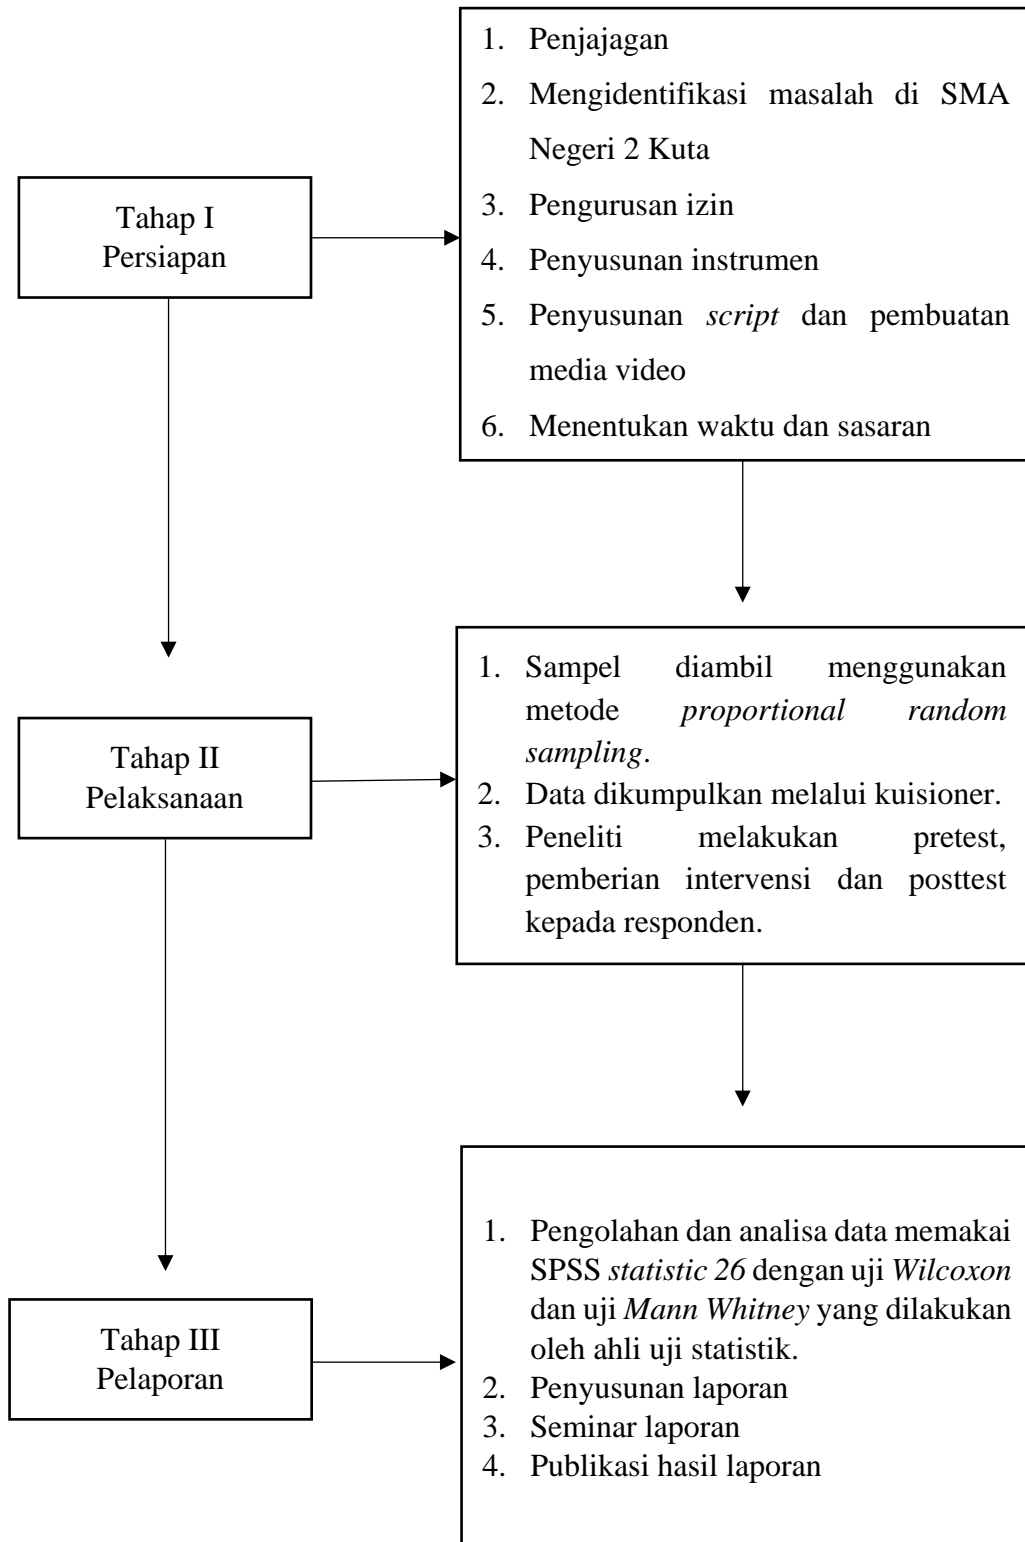 Tahap I
Persiapan
1. Penjajagan
2. Mengidentifikasi masalah di SMA
Negeri 2 Kuta
3. Pengurusan izin
4. Penyusunan instrumen
5. Penyusunan script dan pembuatan
media video
6. Menentukan waktu dan sasaran
Tahap II
Pelaksanaan
1. Sampel diambil menggunakan
metode proportional random
sampling.
2. Data dikumpulkan melalui kuisioner.
3. Peneliti melakukan pretest,
pemberian intervensi dan posttest
kepada responden.
Tahap III
Pelaporan
1. Pengolahan dan analisa data memakai
SPSS statistic 26 dengan uji Wilcoxon
dan uji Mann Whitney yang dilakukan
oleh ahli uji statistik.
2. Penyusunan laporan
3. Seminar laporan
4. Publikasi hasil laporan